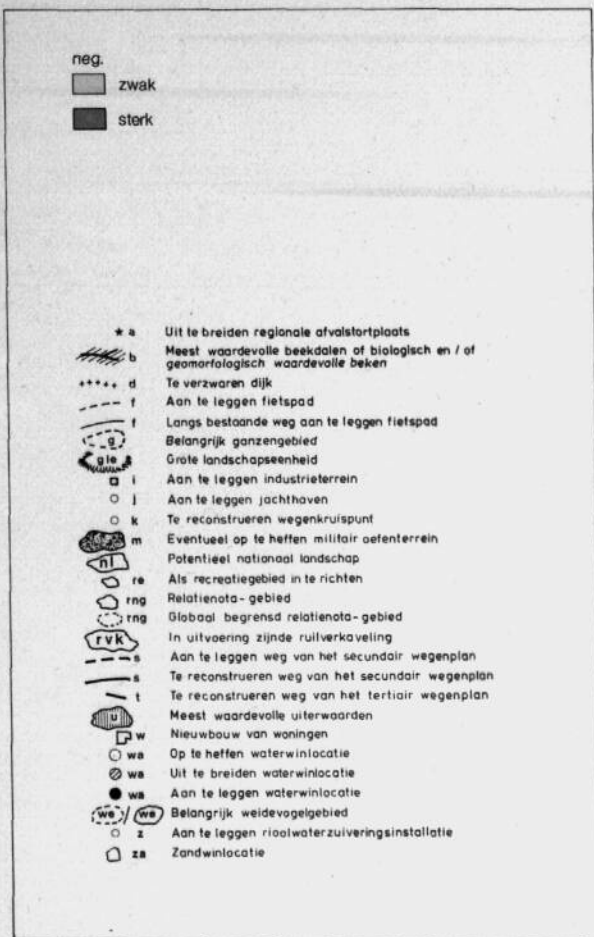 neg.
zwak
sterk
★ a Uit te breiden regionale afvalstortplaats
b Meest waardevolle beekdalen of biologisch en / of
geomorfologisch waardevolle beken
+++++ d Te verzwaren dijk
f Aan te leggen fietspad
f Langs bestaande weg aan te leggen fietspad
g Belangrijk ganzengebied
gle Grote landschapseenheid
i Aan te leggen industrieterrein
j Aan te leggen jachthaven
k Te reconstrueren wegenkruispunt
m Eventueel op te heffen militair oefenterrein
nl Potentieel nationaal landschap
re Als recreatiegebied in te richten
rng Relatienota-gebied
rng Globaal begrensd relatienota-gebied
rvk In uitvoering zijnde ruilverkaveling
s Aan te leggen weg van het secundair wegenplan
s Te reconstrueren weg van het secundair wegenplan
t Te reconstrueren weg van het tertiair wegenplan
u Meest waardevolle uiterwaarden
w Nieuwbouw van woningen
wa Op te heffen waterwinlocatie
wa Uit te breiden waterwinlocatie
wa Aan te leggen waterwinlocatie
we / we Belangrijk weidevogelgebied
z Aan te leggen rioolwaterzuiveringsinstallatie
za Zandwinlocatie